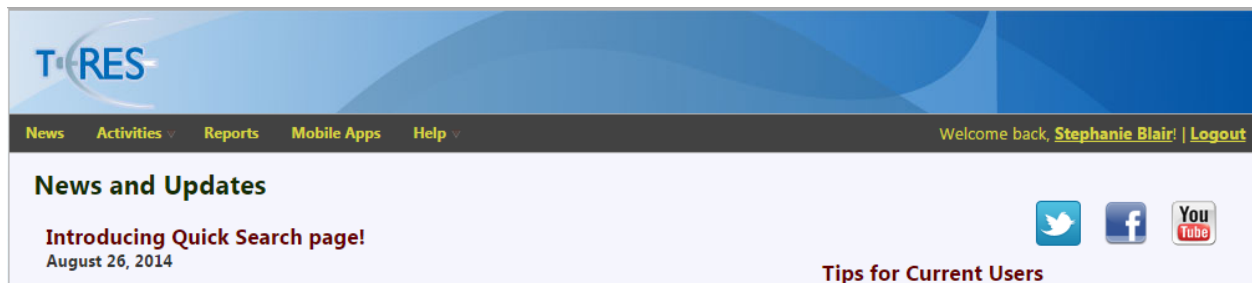 T RES
News Activities Reports Mobile Apps Help Welcome back, Stephanie Blair! | Logout
News and Updates
Introducing Quick Search page!
August 26, 2014
You
Tube
Tips for Current Users